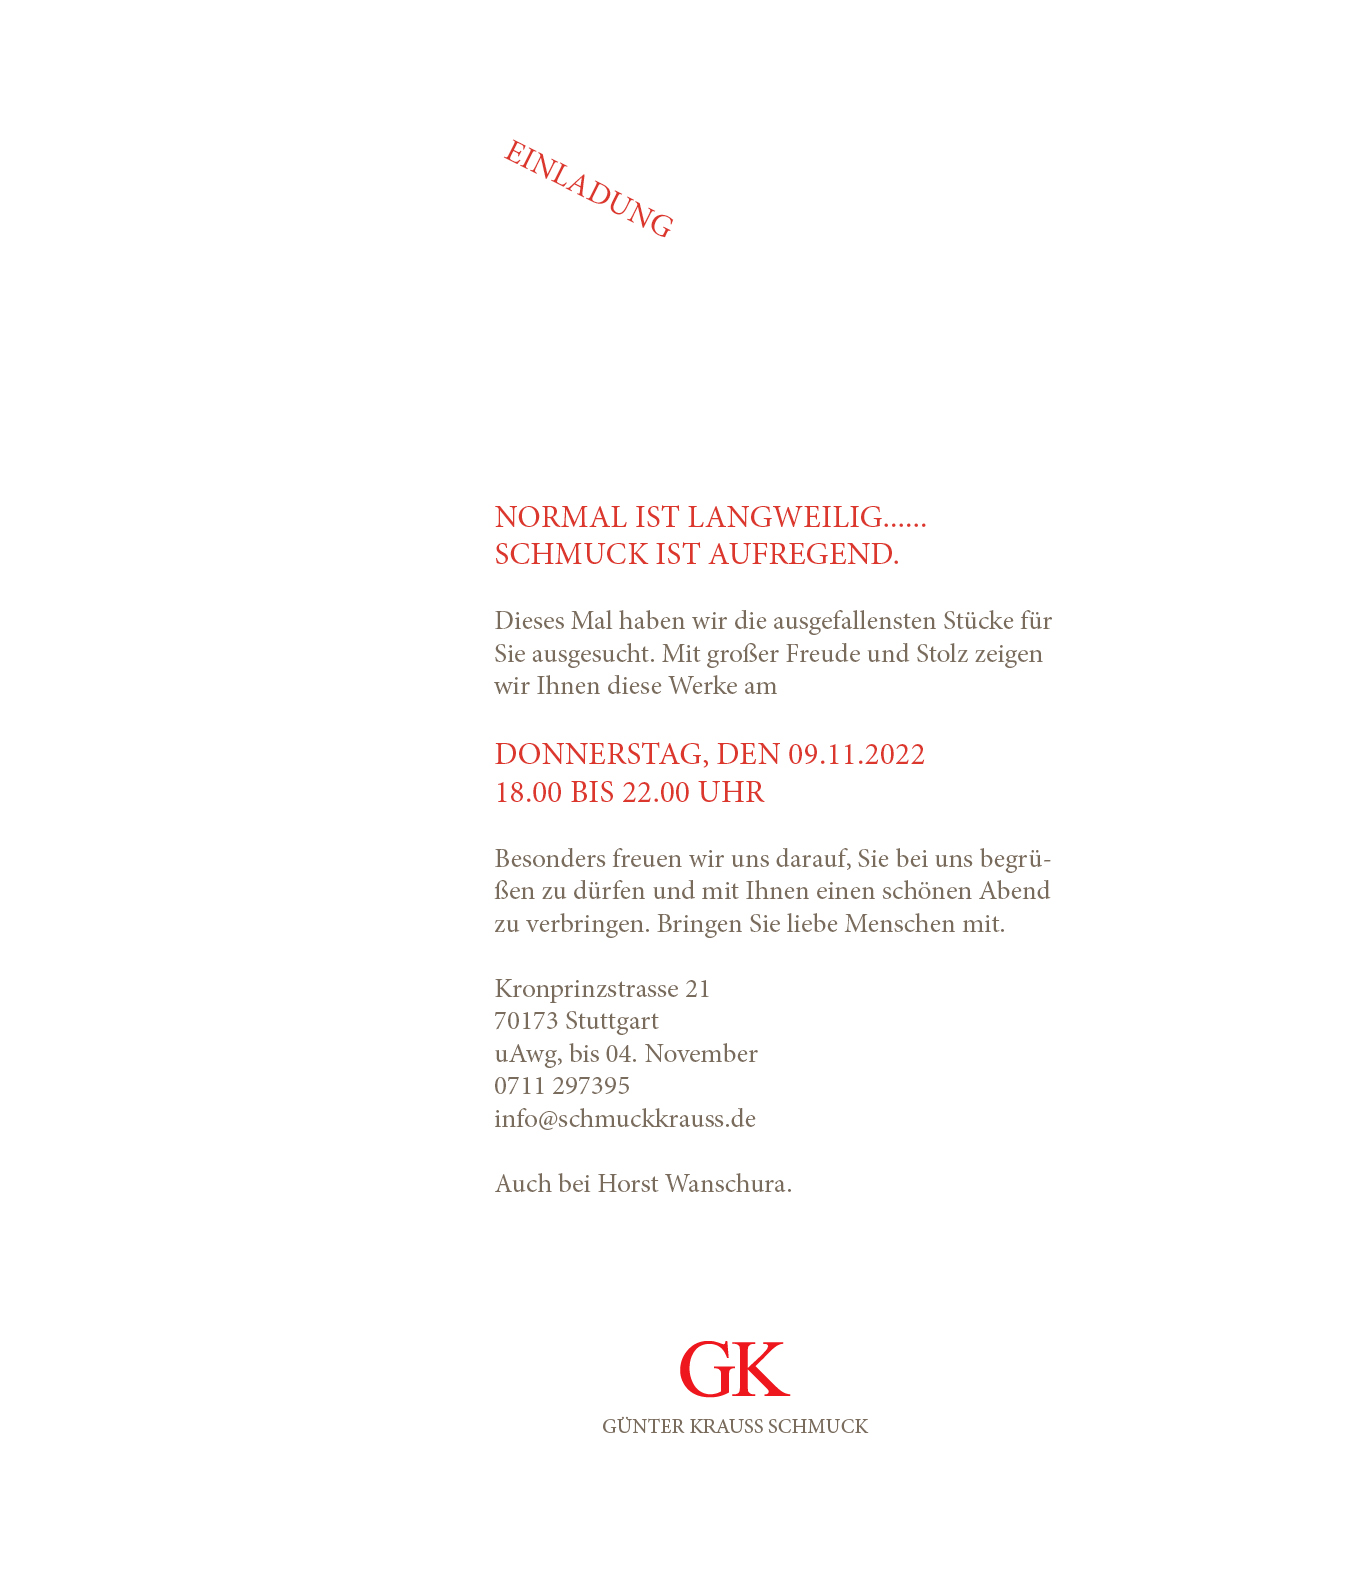 EINLADUNG
NORMAL IST LANGWEILIG......
SCHMUCK IST AUFREGEND.
Dieses Mal haben wir die ausgefallensten Stücke für
Sie ausgesucht. Mit großer Freude und Stolz zeigen
wir Ihnen diese Werke am
DONNERSTAG, DEN 09.11.2022
18.00 BIS 22.00 UHR
Besonders freuen wir uns darauf, Sie bei uns begrü-
ßen zu dürfen und mit Ihnen einen schönen Abend
zu verbringen. Bringen Sie liebe Menschen mit.
Kronprinzstrasse 21
70173 Stuttgart
uAwg, bis 04. November
0711 297395
info@schmuckkrauss.de
Auch bei Horst Wanschura.
GK
GÜNTER KRAUSS SCHMUCK